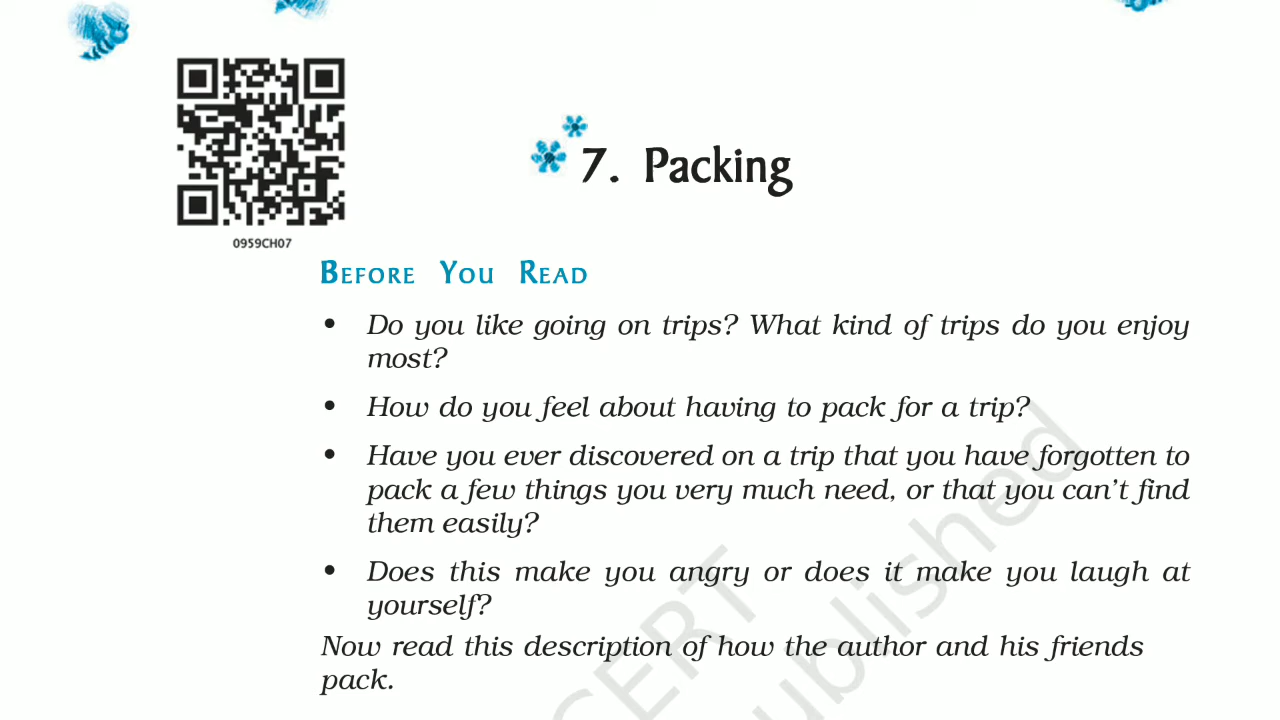 0959CH07
7. Packing
BEFORE YOU READ
• Do you like going on trips? What kind of trips do you enjoy
most?
• How do you feel about having to pack for a trip?
• Have you ever discovered on a trip that you have forgotten to
pack a few things you very much need, or that you can't find
them easily?
• Does this make you angry or does it make you laugh at
yourself?
Now read this description of how the author and his friends
pack.